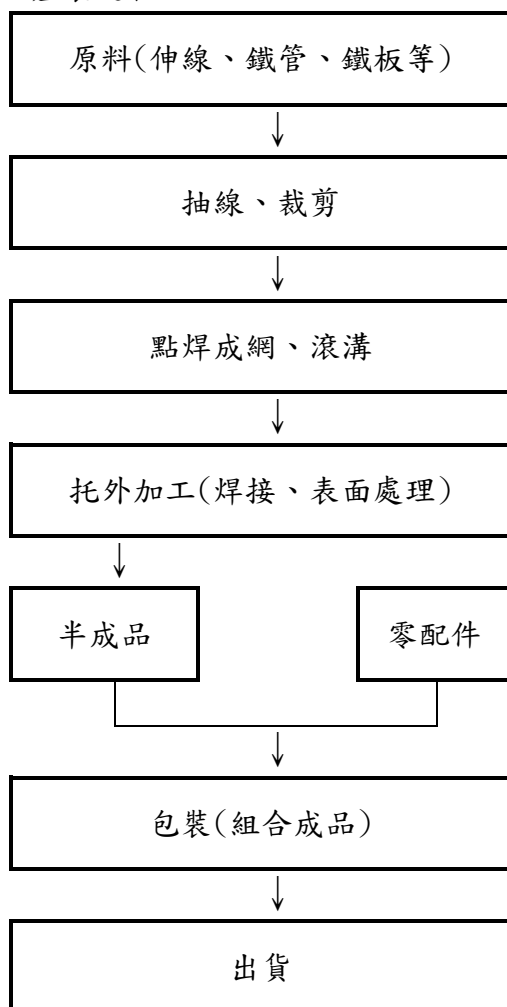 原料(伸線、鐵管、鐵板等)
抽線、裁剪
點焊成網、滾溝
托外加工(焊接、表面處理)
半成品
零配件
包裝(組合成品)
出貨